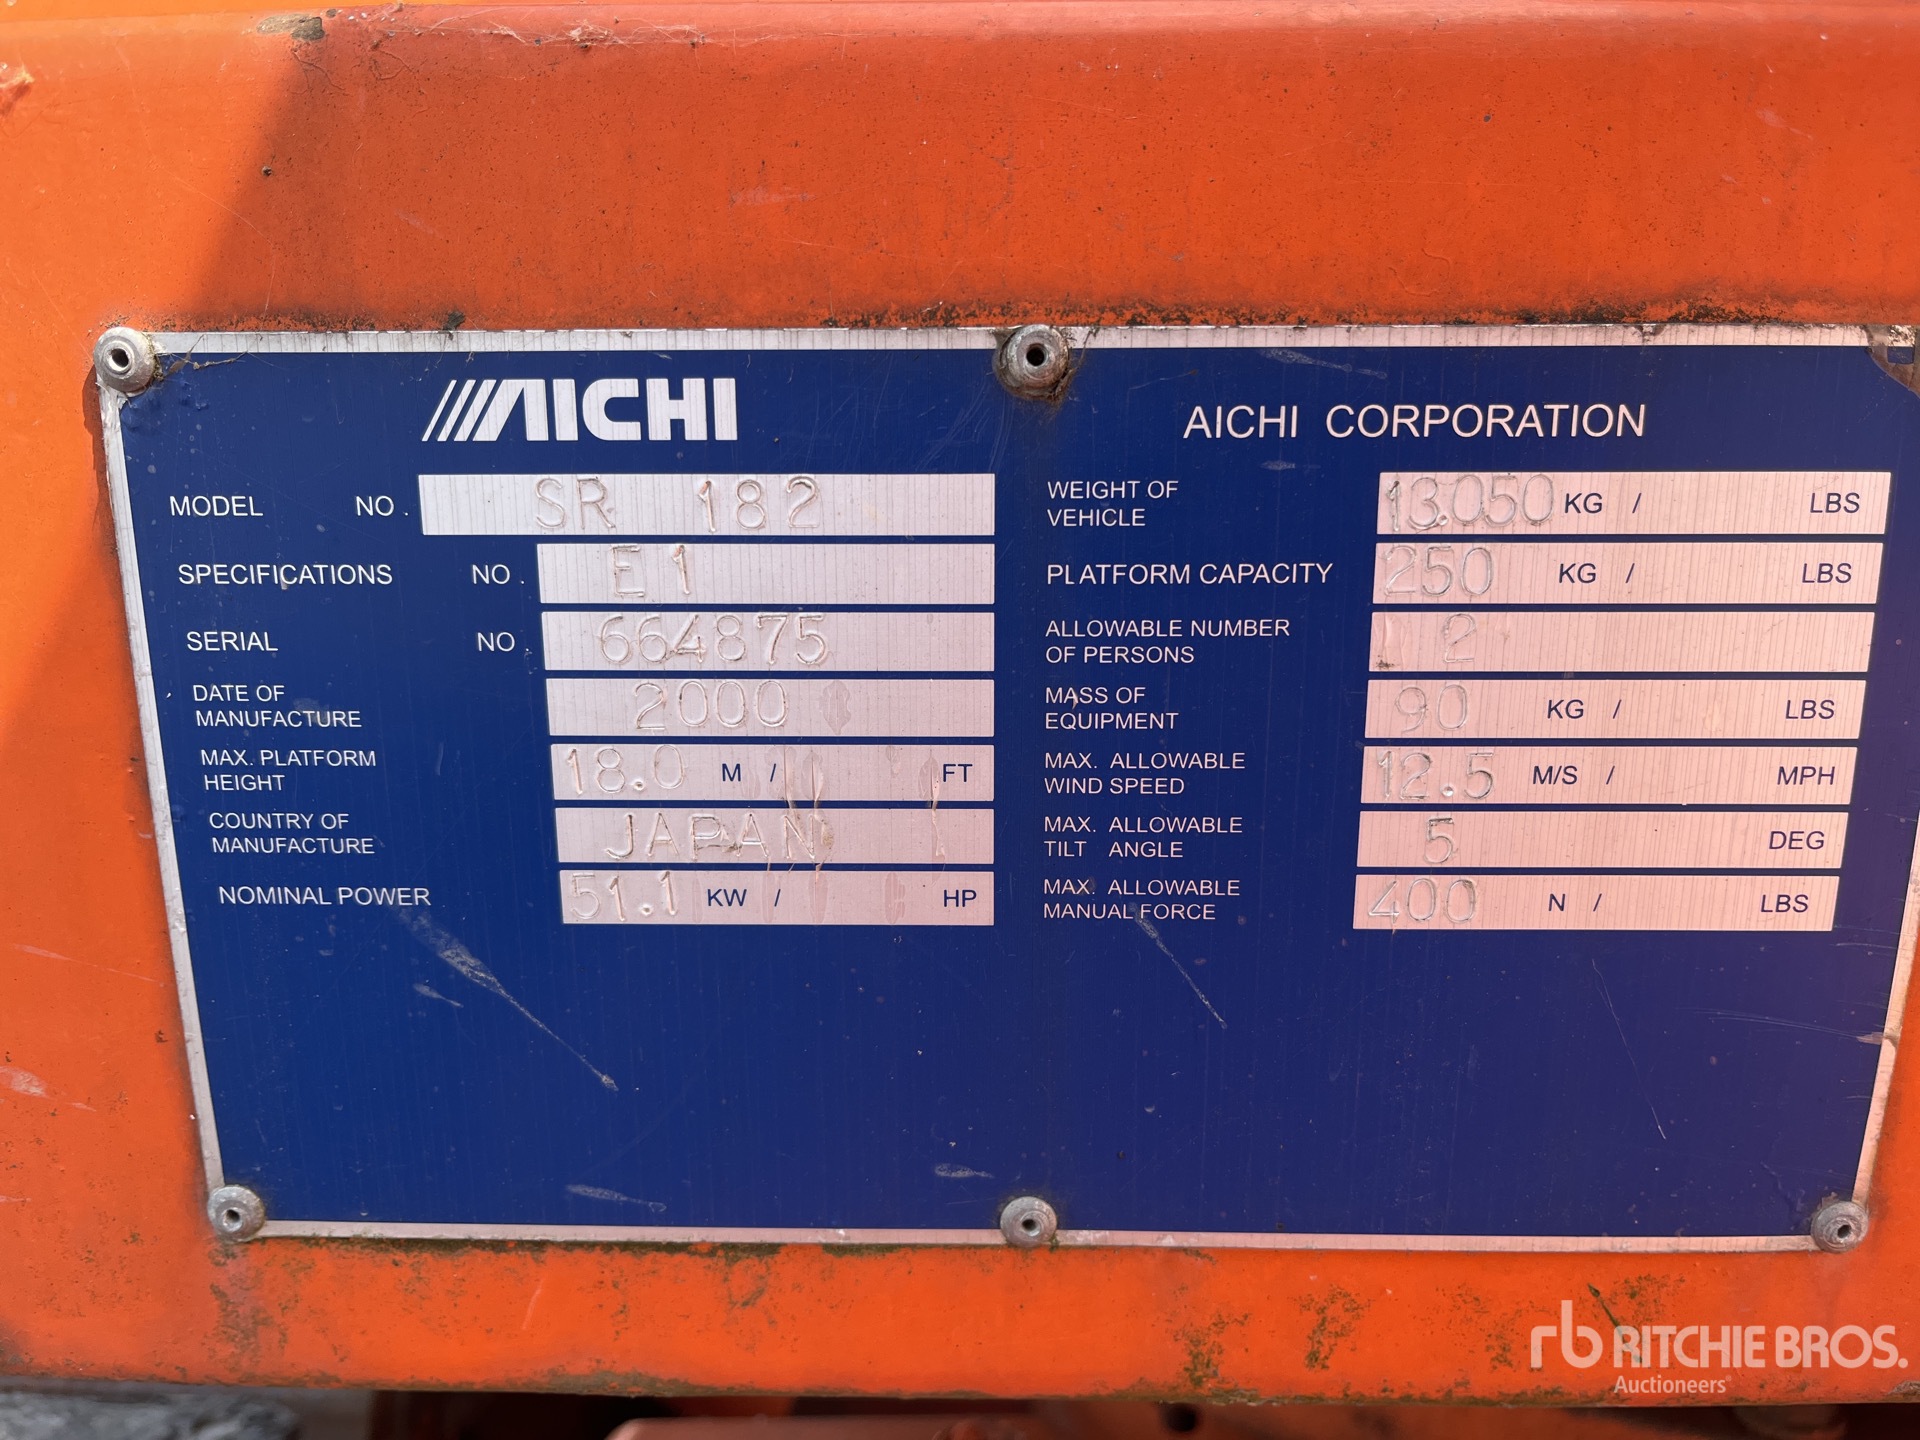 AICHI
AICHI CORPORATION
MODEL NO. SR 182
SPECIFICATIONS NO. E1
SERIAL NO. 664875
DATE OF
MANUFACTURE 2000
MAX. PLATFORM
HEIGHT 18.0 M / FT
COUNTRY OF
MANUFACTURE JAPAN
NOMINAL POWER 51.1 KW / HP
WEIGHT OF
VEHICLE 13.050 KG / LBS
PLATFORM CAPACITY 250 KG / LBS
ALLOWABLE NUMBER
OF PERSONS 2
MASS OF
EQUIPMENT 90 KG / LBS
MAX. ALLOWABLE
WIND SPEED 12.5 M/S / MPH
MAX. ALLOWABLE
TILT ANGLE 5 DEG
MAX. ALLOWABLE
MANUAL FORCE 400 N / LBS
rb RITCHIE BROS.
Auctioneers